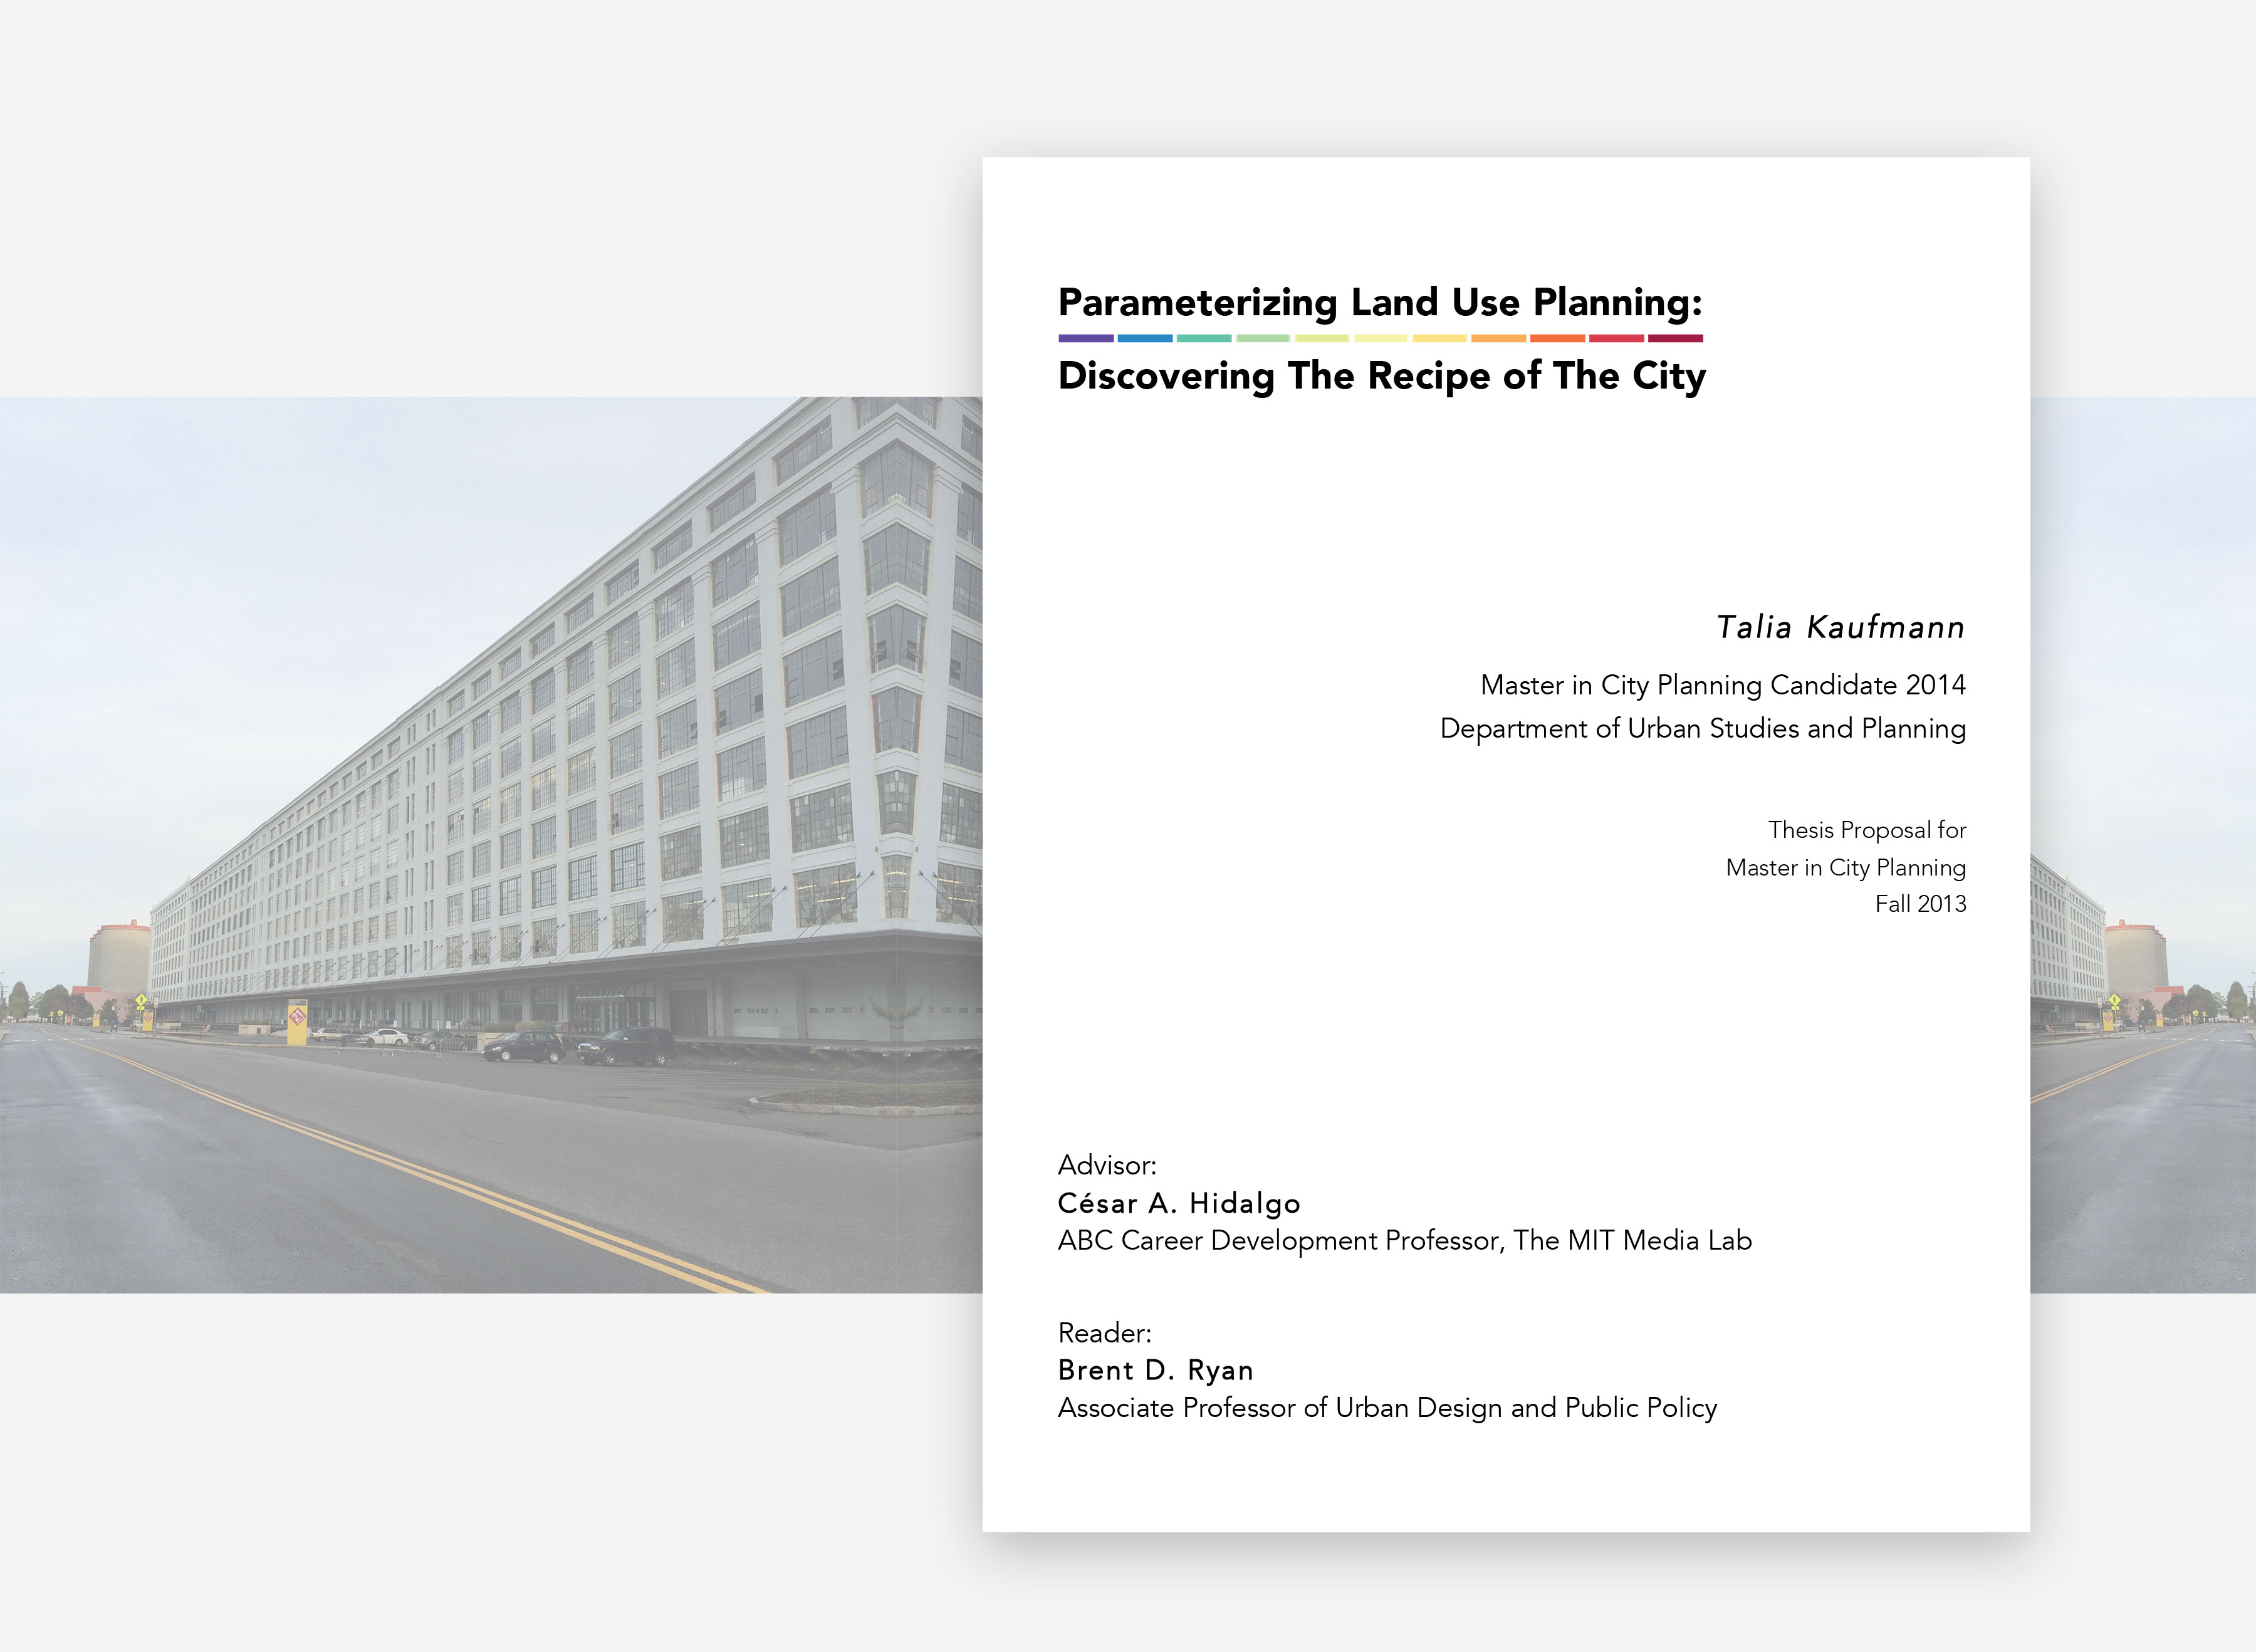 Parameterizing Land Use Planning:
Discovering The Recipe of The City
Talia Kaufmann
Master in City Planning Candidate 2014
Department of Urban Studies and Planning
Thesis Proposal for
Master in City Planning
Fall 2013
Advisor:
César A. Hidalgo
ABC Career Development Professor, The MIT Media Lab
Reader:
Brent D. Ryan
Associate Professor of Urban Design and Public Policy